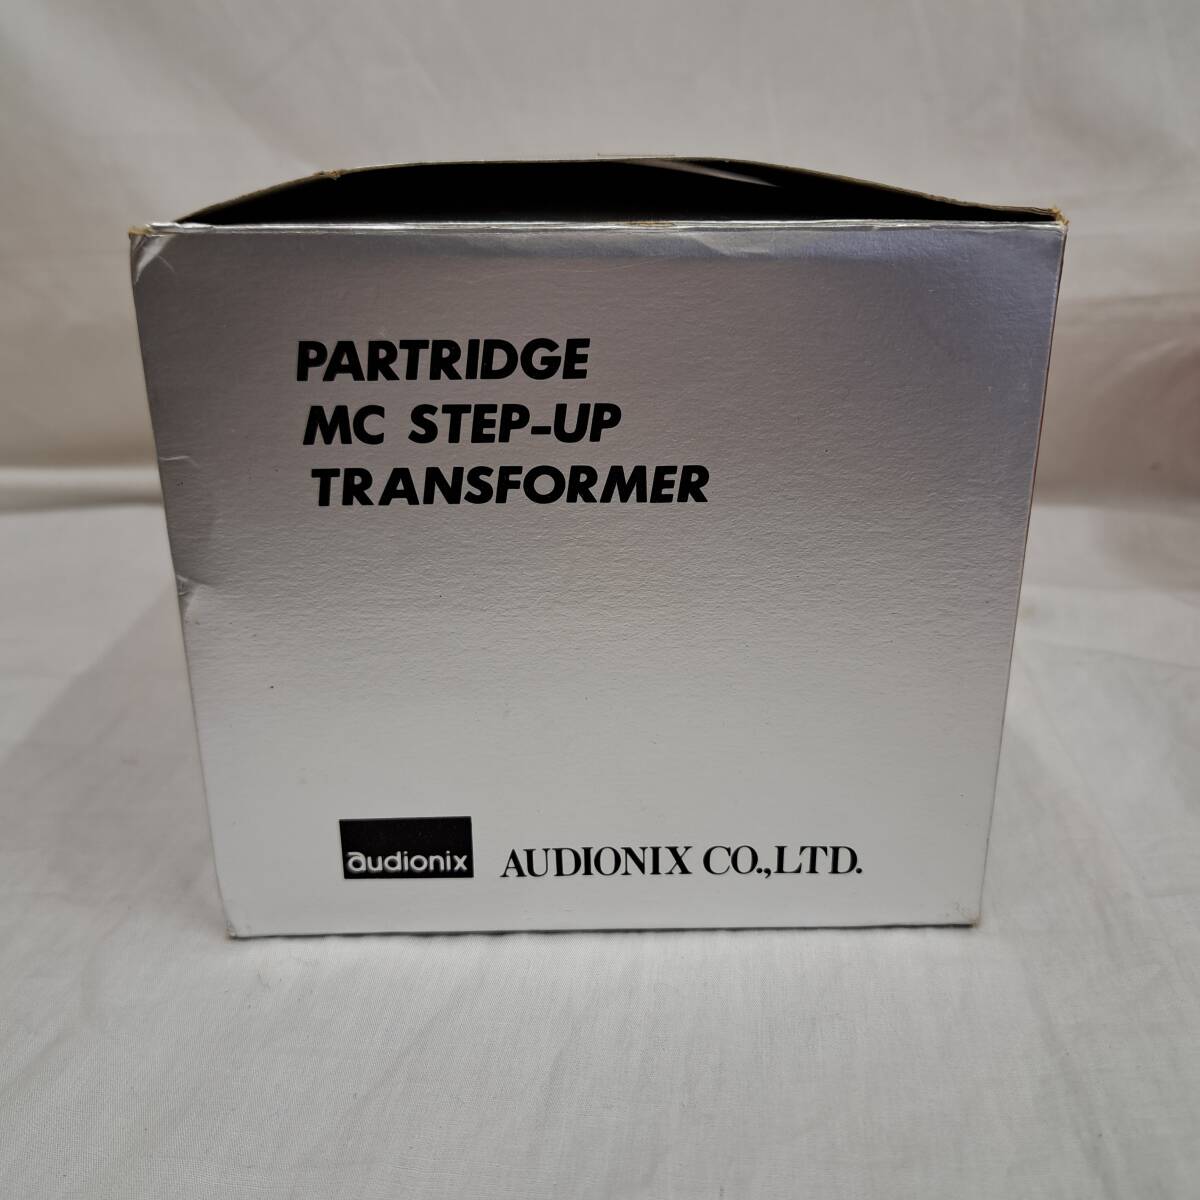 PARTRIDGE
MC STEP-UP
TRANSFORMER
audionix
AUDIONIX CO.,LTD.